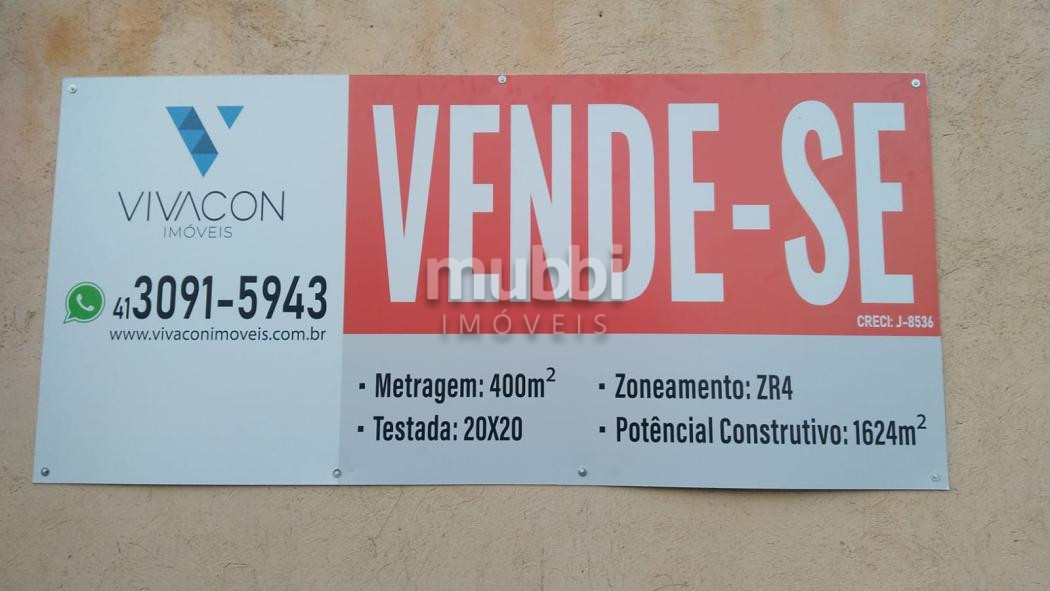 VIVACON
IMÓVEIS
41 3091-5943
www.vivaconimoveis.com.br
VENDE-SE
mubbi
IMÓVEIS
CRECI: J-8536
· Metragem: 400m²
· Testada: 20X20
· Zoneamento: ZR4
· Potêncial Construtivo: 1624m²